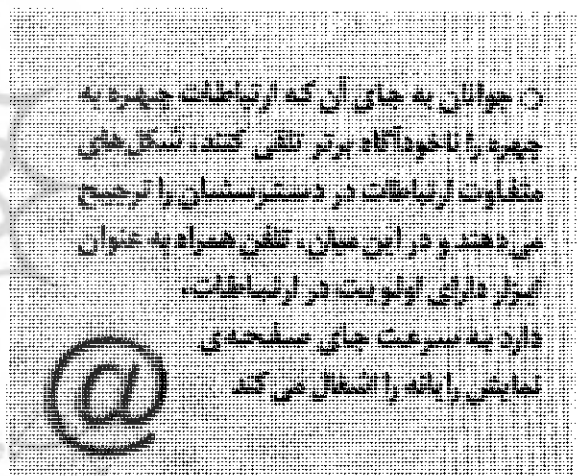 ○ جوانان به جای آن که ارتباطات چهره به
چهره را ناخودآگاه برتر تلقی کنند، شکل‌های
متفاوت ارتباطات در دسترسشان را ترجیح
می‌دهند و در این میان، تلفن همراه به عنوان
ابزار دارای اولویت در ارتباطات،
دارد به سرعت جای صفحه‌ی
نمایش رایانه را اشغال می‌کند
@